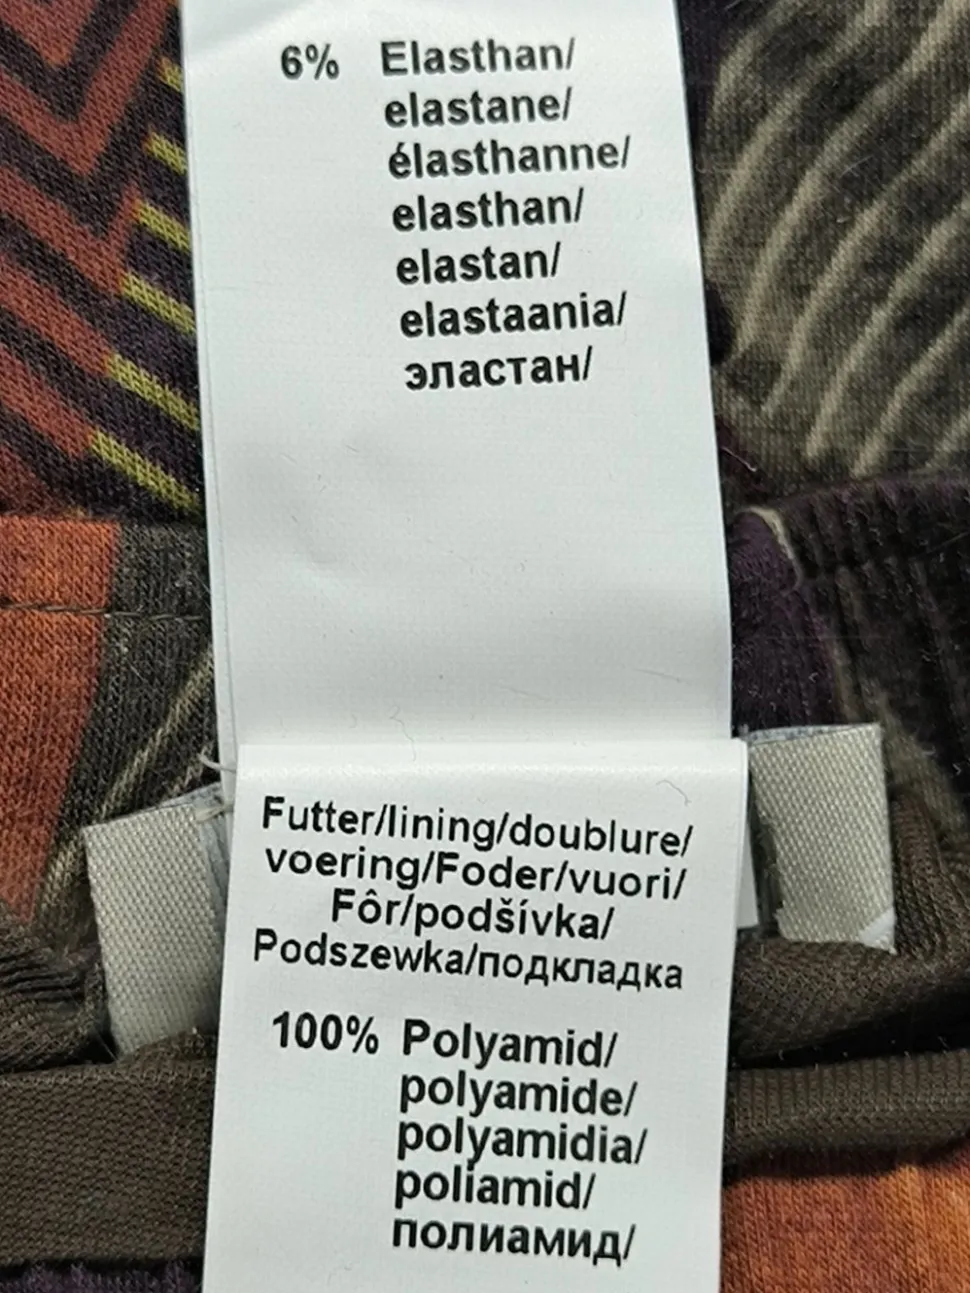 6% Elasthan/
elastane/
élasthanne/
elasthan/
elastan/
elastaania/
эластан/
Futter/lining/doublure/
voering/Foder/vuori/
Fôr/podšívka/
Podszewka/подкладка
100% Polyamid/
polyamide/
polyamidia/
poliamid/
полиамид/